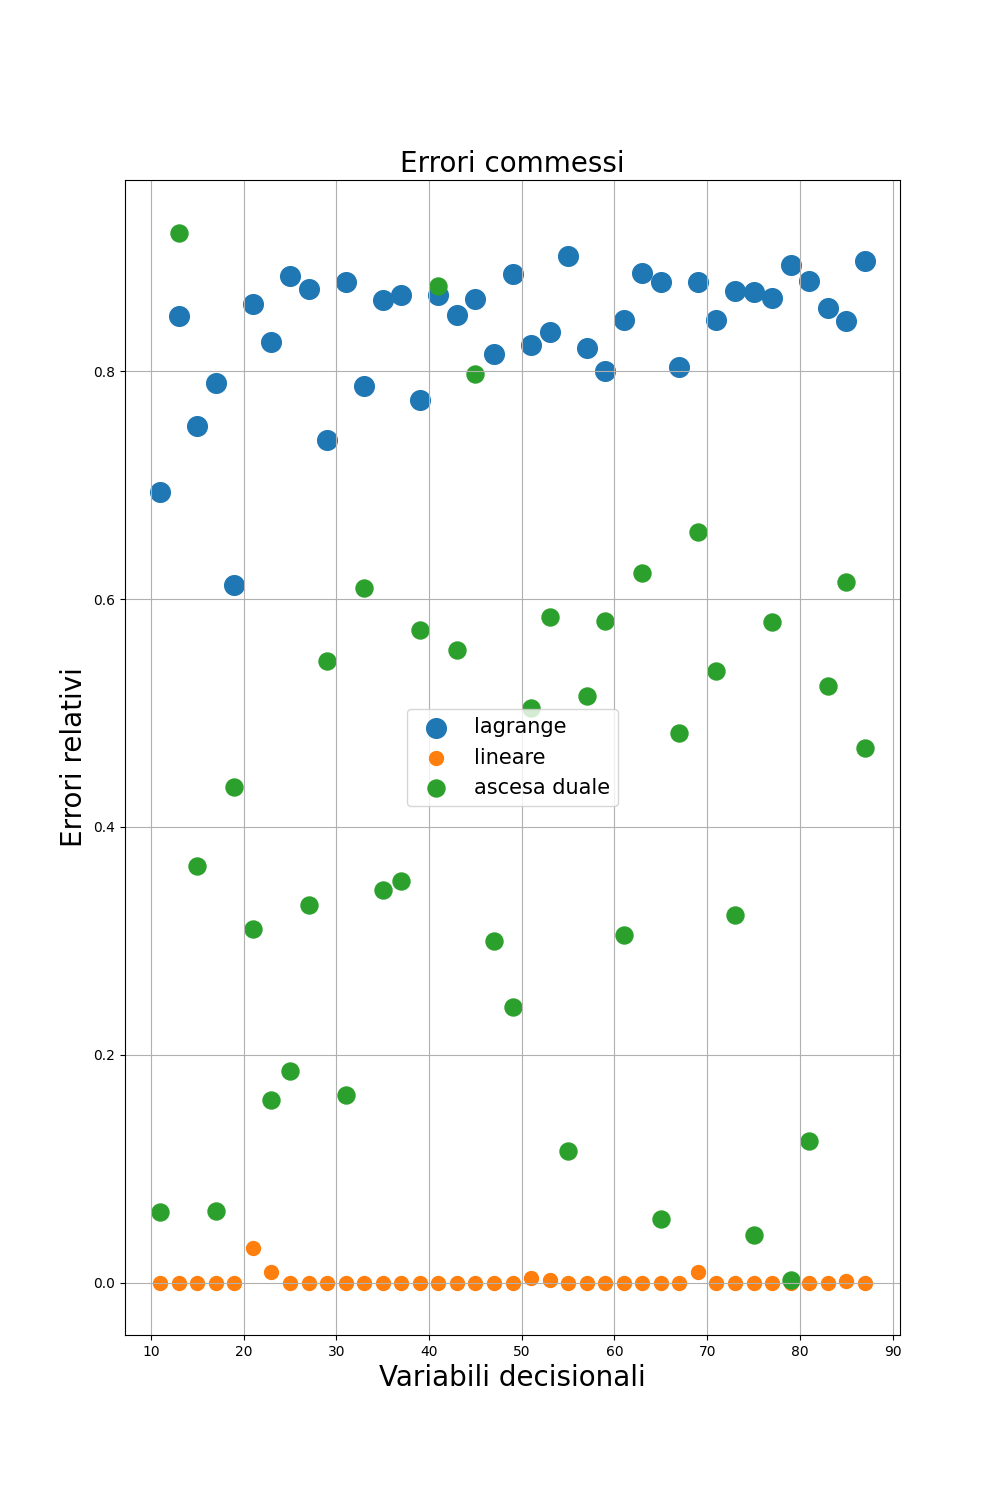 Errori commessi
Errori relativi
0.8
0.6
0.4
0.2
0.0
lagrange
lineare
ascesa duale
10 20 30 40 50 60 70 80 90
Variabili decisionali